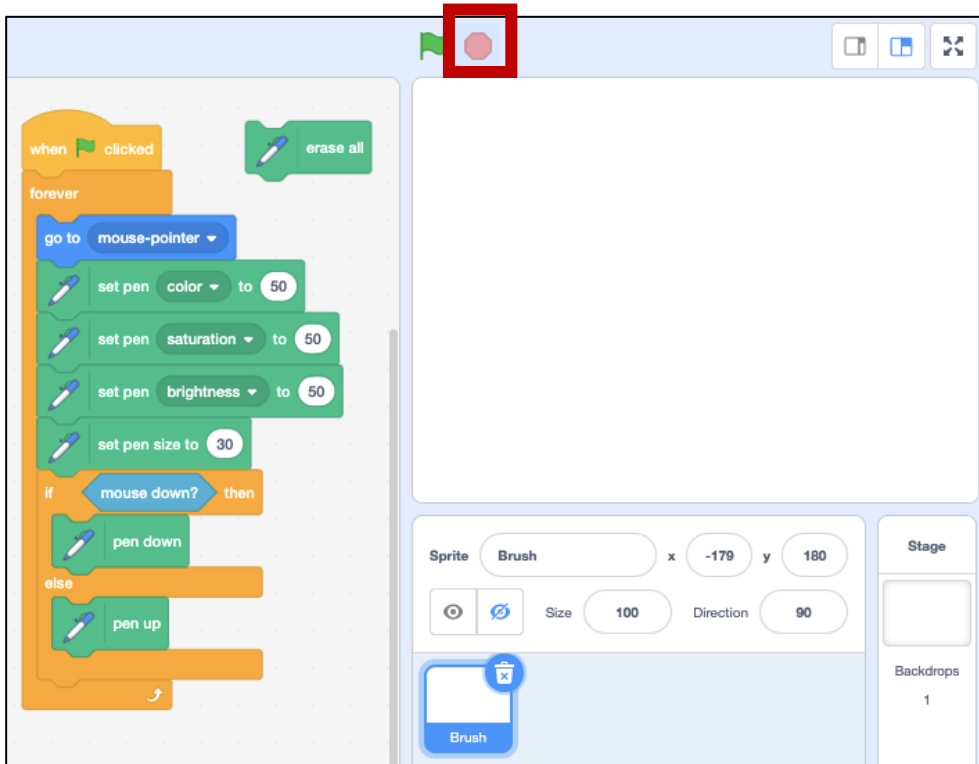 when clicked
erase all
forever
go to mouse-pointer
set pen color to 50
set pen saturation to 50
set pen brightness to 50
set pen size to 30
if mouse down? then
pen down
else
pen up
Sprite Brush x -179 y 180
Size 100 Direction 90
Brush
Stage
Backdrops
1